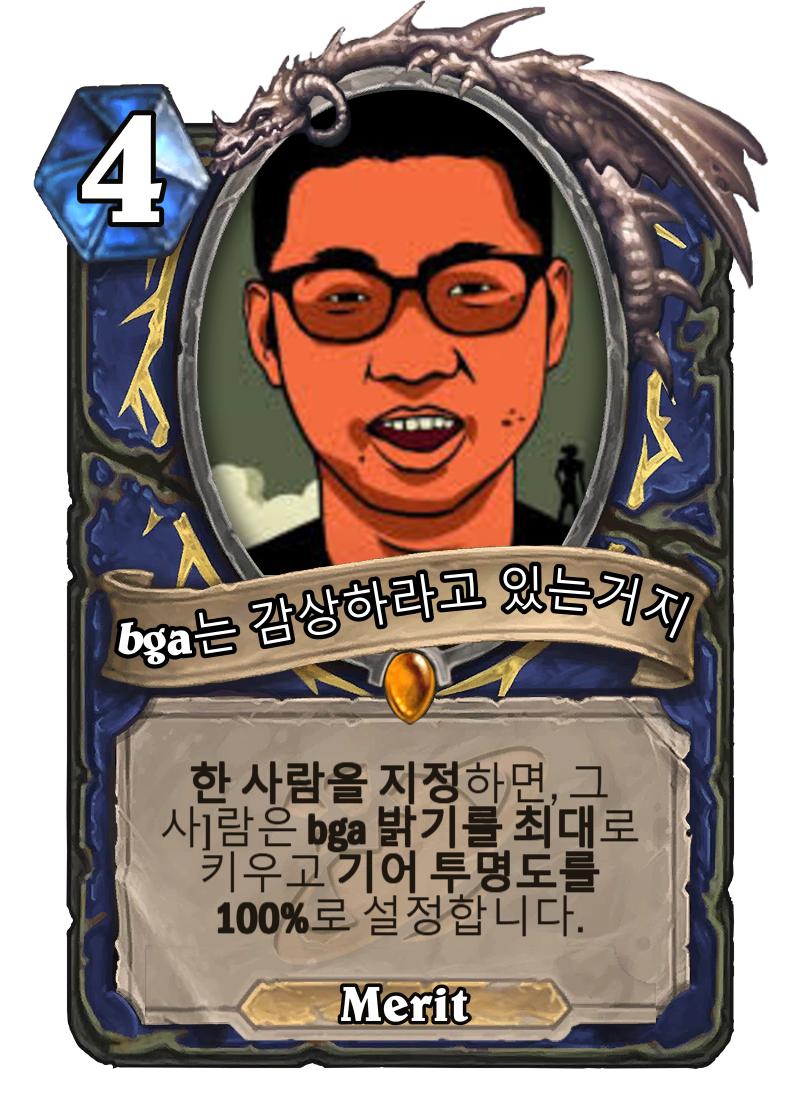 4
bga는 감상하라고 있는거지
한 사람을 지정하면, 그
사]람은 bga 밝기를 최대로
키우고 기어 투명도를
100%로 설정합니다.
Merit